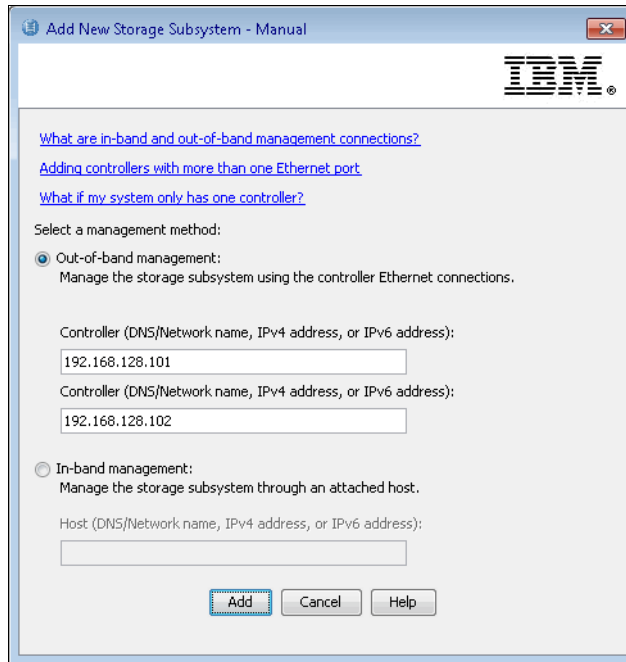 Add New Storage Subsystem - Manual
IBM®
What are in-band and out-of-band management connections?
Adding controllers with more than one Ethernet port
What if my system only has one controller?
Select a management method:
Out-of-band management:
Manage the storage subsystem using the controller Ethernet connections.
Controller (DNS/Network name, IPv4 address, or IPv6 address):
192.168.128.101
Controller (DNS/Network name, IPv4 address, or IPv6 address):
192.168.128.102
In-band management:
Manage the storage subsystem through an attached host.
Host (DNS/Network name, IPv4 address, or IPv6 address):
Add Cancel Help